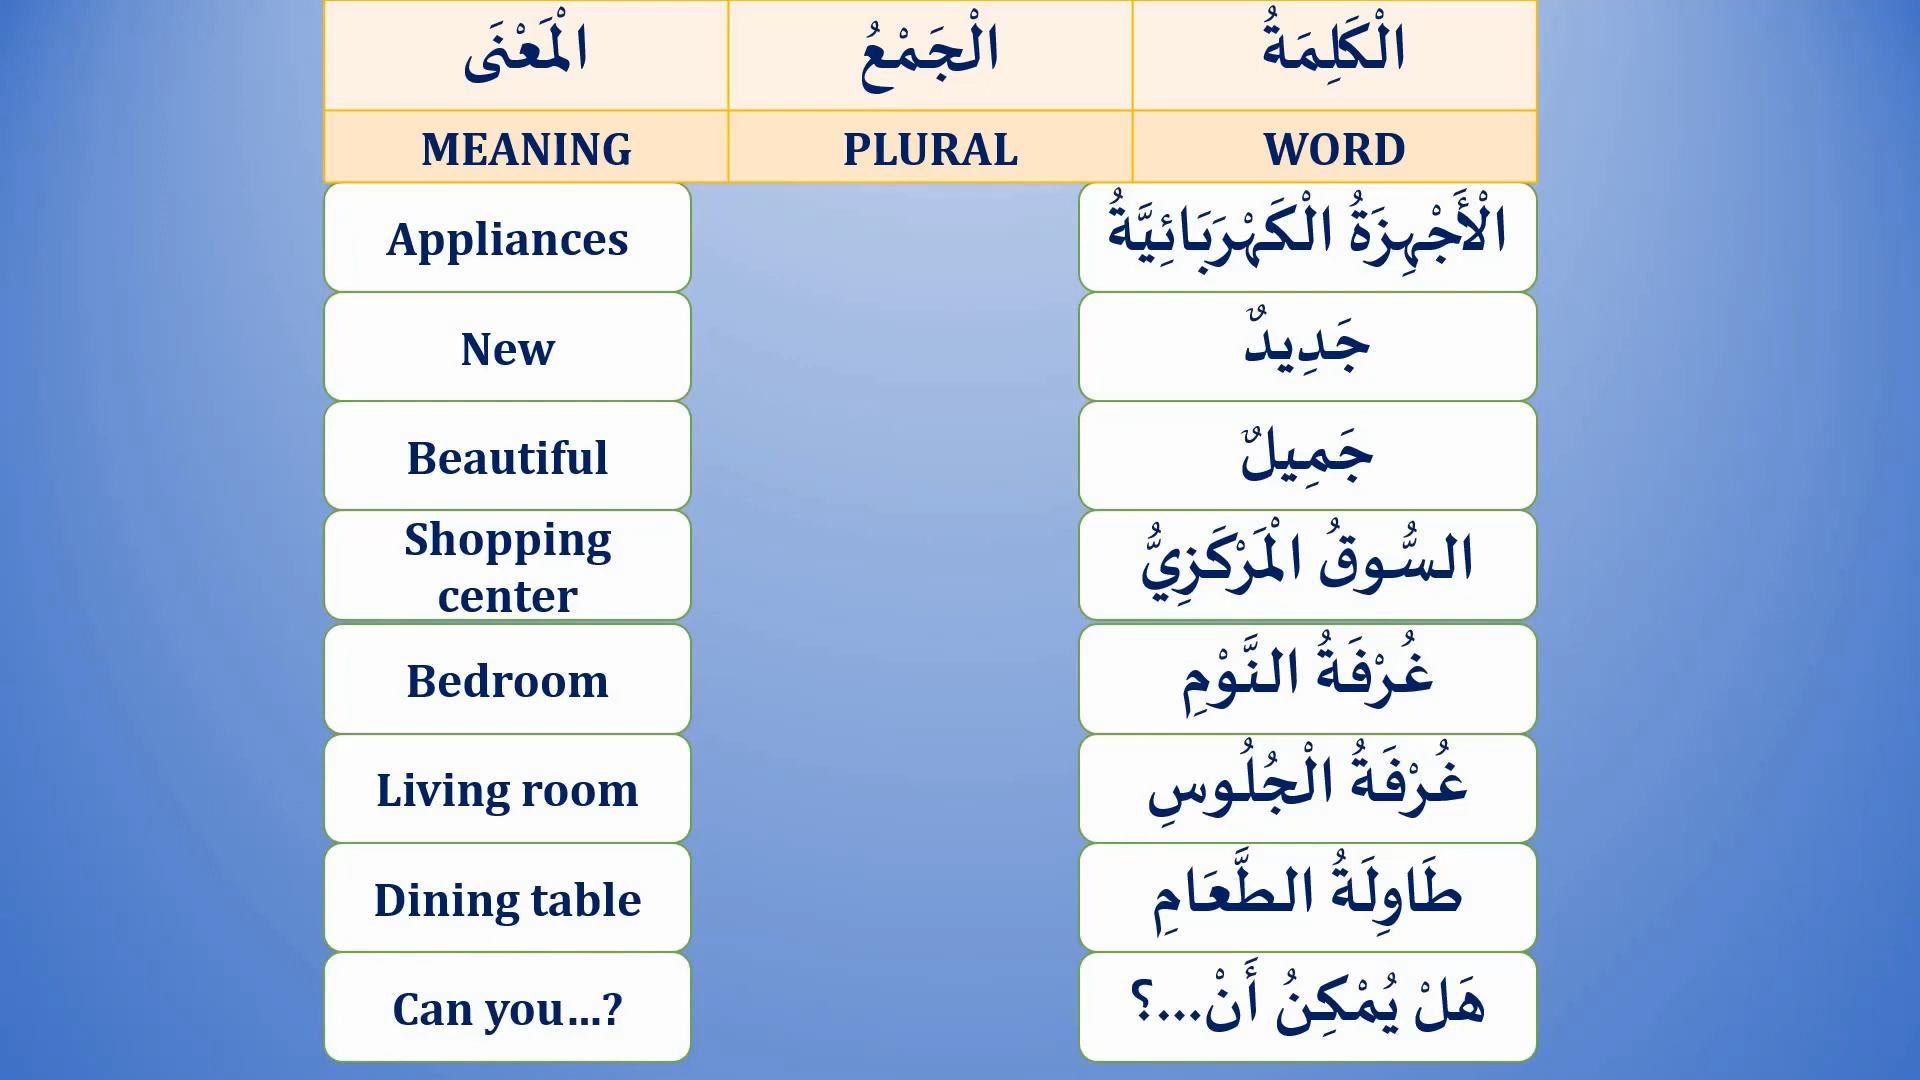 الْكَلِمَةُ الْجَمْعُ الْمَعْنَى
WORD PLURAL MEANING
الْأَجْهِزَةُ الْكَهْرَبَائِيَّةُ Appliances
جَدِيدٌ New
جَمِيلٌ Beautiful
السُّوقُ الْمَرْكَزِيُّ Shopping
center
غُرْفَةُ النَّوْمِ Bedroom
غُرْفَةُ الْجُلُوسِ Living room
طَاوِلَةُ الطَّعَامِ Dining table
هَلْ يُمْكِنُ أَنْ...؟ Can you...?